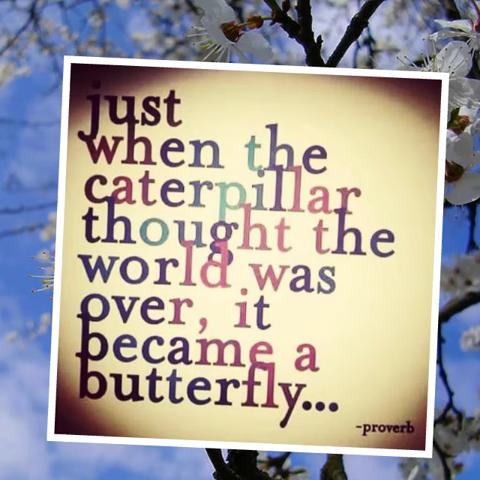 just
when the
caterpillar
thought the
world was
over, it
became a
butterfly...
-proverb